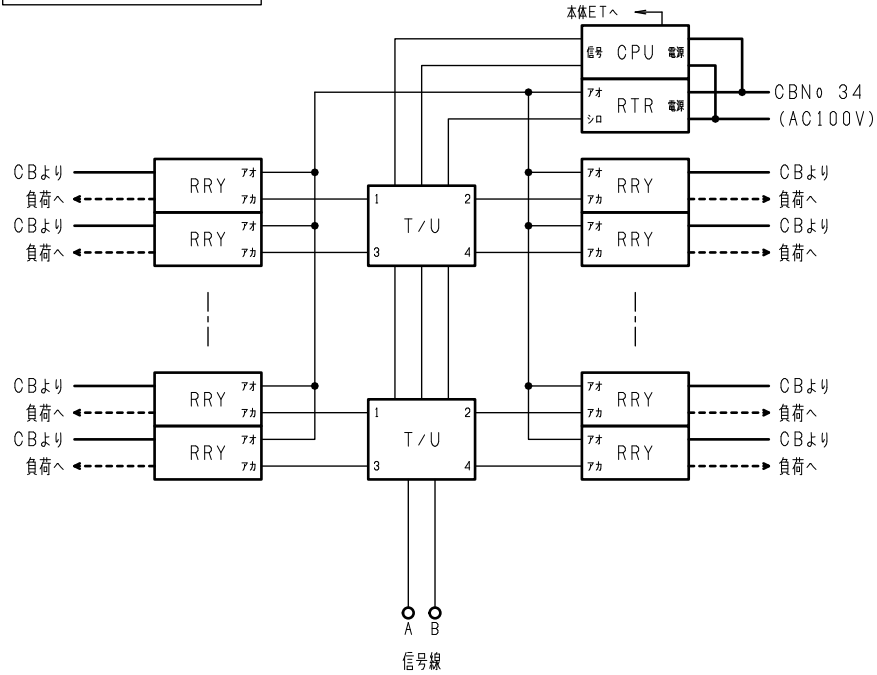 本体ETへ
信号 CPU 電源
アオ RTR 電源 CBNo 34
シロ (AC100V)
CBより RRY アオ アオ RRY CBより
負荷へ アカ 1 2 アカ 負荷へ
T/U
CBより RRY アオ アオ RRY CBより
負荷へ アカ 3 4 アカ 負荷へ
CBより RRY アオ アオ RRY CBより
負荷へ アカ 1 2 アカ 負荷へ
T/U
CBより RRY アオ アオ RRY CBより
負荷へ アカ 3 4 アカ 負荷へ
A B
信号線